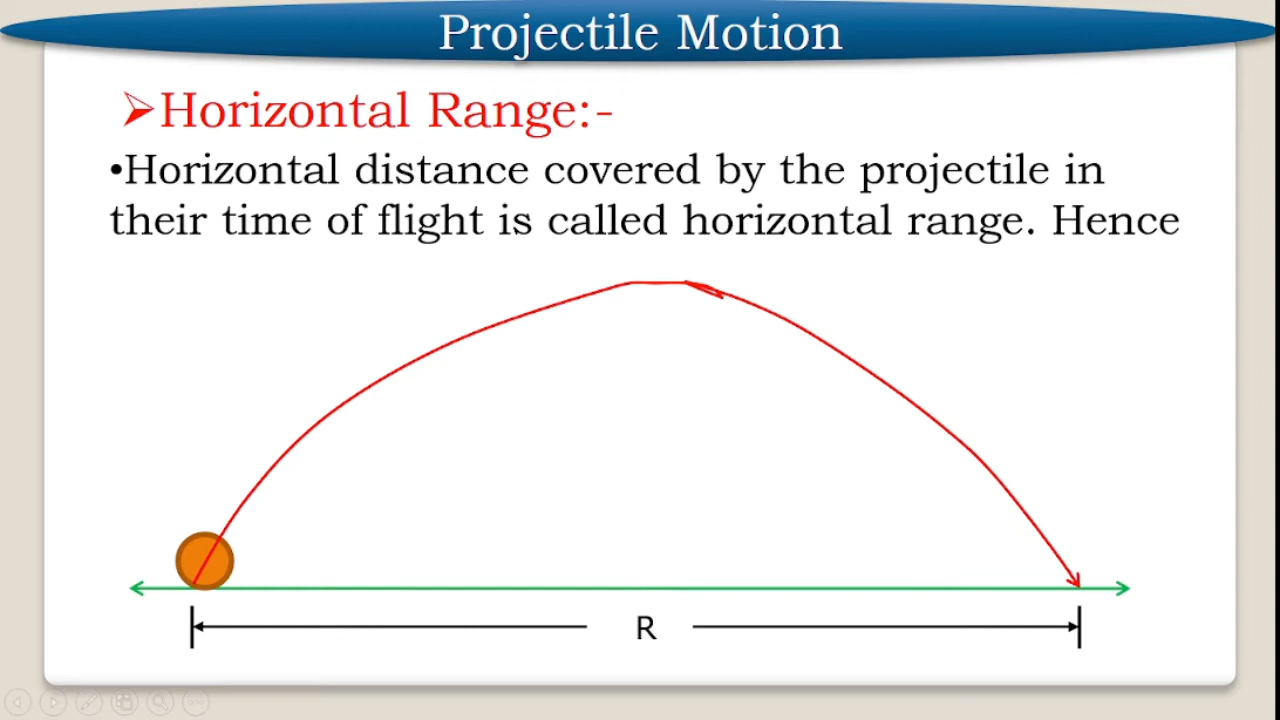 Projectile Motion
➢Horizontal Range:-
•Horizontal distance covered by the projectile in
their time of flight is called horizontal range. Hence
R